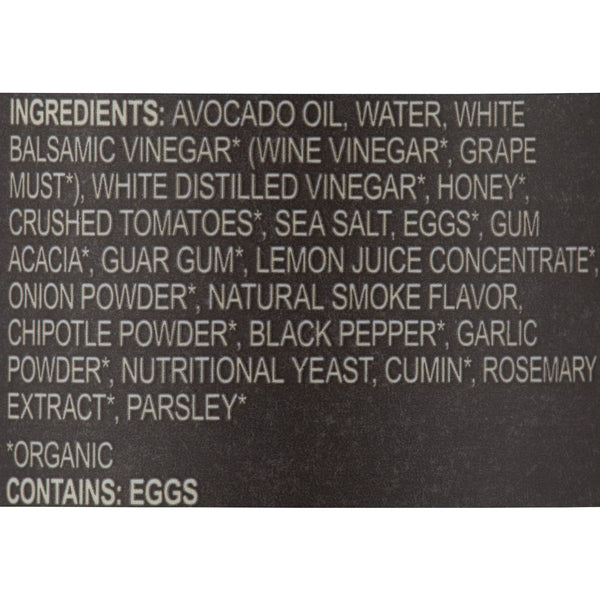 INGREDIENTS: AVOCADO OIL, WATER, WHITE
BALSAMIC VINEGAR* (WINE VINEGAR*, GRAPE
MUST*), WHITE DISTILLED VINEGAR*, HONEY*,
CRUSHED TOMATOES*, SEA SALT, EGGS*, GUM
ACACIA*, GUAR GUM*, LEMON JUICE CONCENTRATE*,
ONION POWDER*, NATURAL SMOKE FLAVOR,
CHIPOTLE POWDER*, BLACK PEPPER*, GARLIC
POWDER*, NUTRITIONAL YEAST, CUMIN*, ROSEMARY
EXTRACT*, PARSLEY*
*ORGANIC
CONTAINS: EGGS